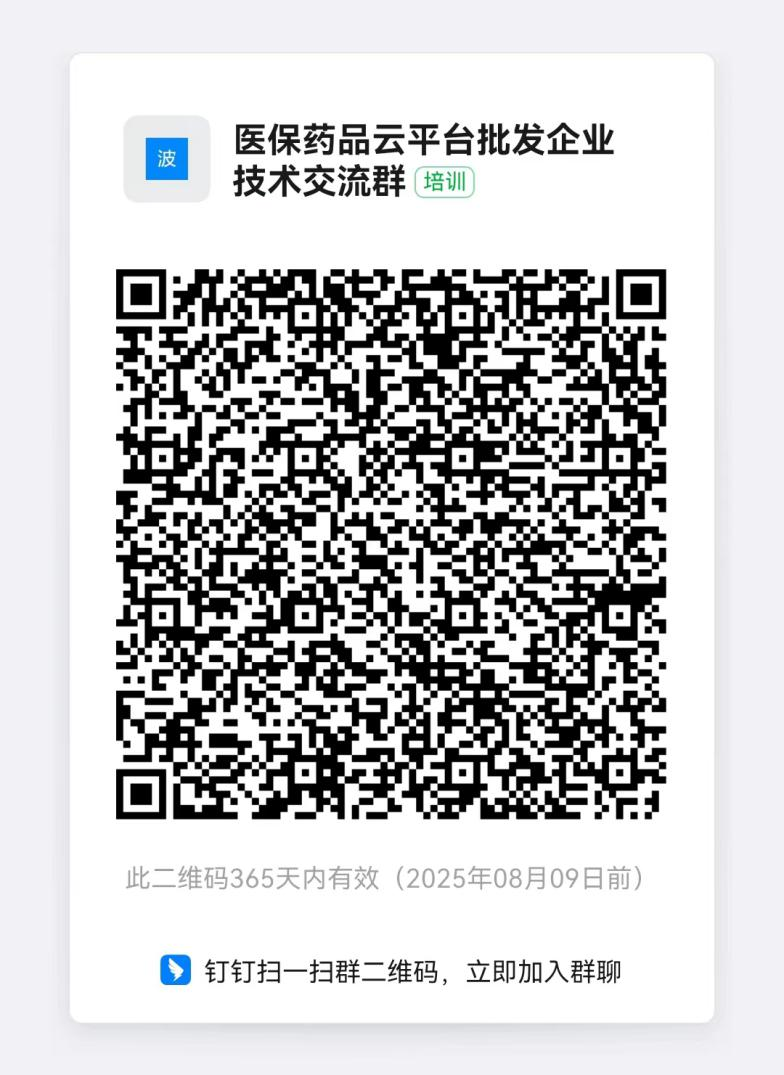 波
医保药品云平台批发企业
技术交流群 培训
此二维码365天内有效（2025年08月09日前）
钉钉扫一扫群二维码，立即加入群聊